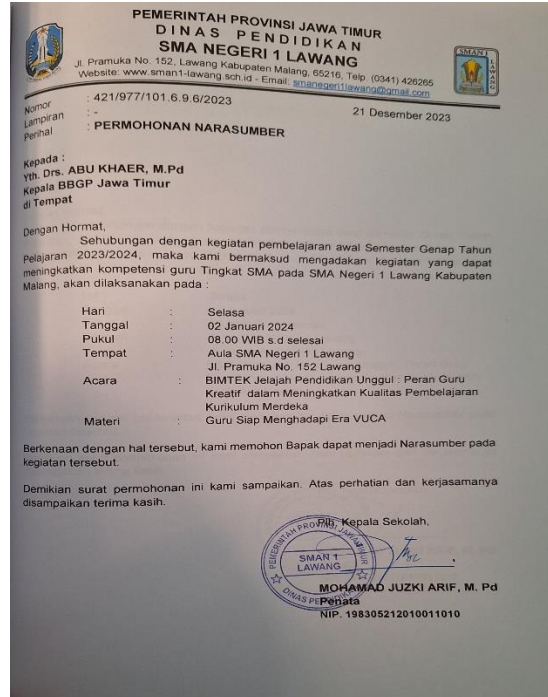 PEMERINTAH PROVINSI JAWA TIMUR
DINAS PENDIDIKAN
SMA NEGERI 1 LAWANG
Jl. Pramuka No. 152, Lawang Kabupaten Malang, 65216, Telp. (0341) 426265
Website: www.sman1-lawang.sch.id - Email: smanegeri1lawang@gmail.com
SMAN 1
LAWANG
Nomor : 421/977/101.6.9.6/2023
21 Desember 2023
Lampiran : -
Perihal : PERMOHONAN NARASUMBER
Kepada :
Yth. Drs. ABU KHAER, M.Pd
Kepala BBGP Jawa Timur
di Tempat
Dengan Hormat,
Sehubungan dengan kegiatan pembelajaran awal Semester Genap Tahun
Pelajaran 2023/2024, maka kami bermaksud mengadakan kegiatan yang dapat
meningkatkan kompetensi guru Tingkat SMA pada SMA Negeri 1 Lawang Kabupaten
Malang, akan dilaksanakan pada :
Hari : Selasa
Tanggal : 02 Januari 2024
Pukul : 08.00 WIB s.d selesai
Tempat : Aula SMA Negeri 1 Lawang
Jl. Pramuka No. 152 Lawang
Acara : BIMTEK Jelajah Pendidikan Unggul : Peran Guru
Kreatif dalam Meningkatkan Kualitas Pembelajaran
Kurikulum Merdeka
Materi : Guru Siap Menghadapi Era VUCA
Berkenaan dengan hal tersebut, kami memohon Bapak dapat menjadi Narasumber pada
kegiatan tersebut.
Demikian surat permohonan ini kami sampaikan. Atas perhatian dan kerjasamanya
disampaikan terima kasih.
Plh. Kepala Sekolah,
PEMERINTAH PROVINSI JAWA TIMUR
SMAN 1
LAWANG
DINAS PENDIDIKAN
MOHAMAD JUZKI ARIF, M. Pd
Penata
NIP. 198305212010011010